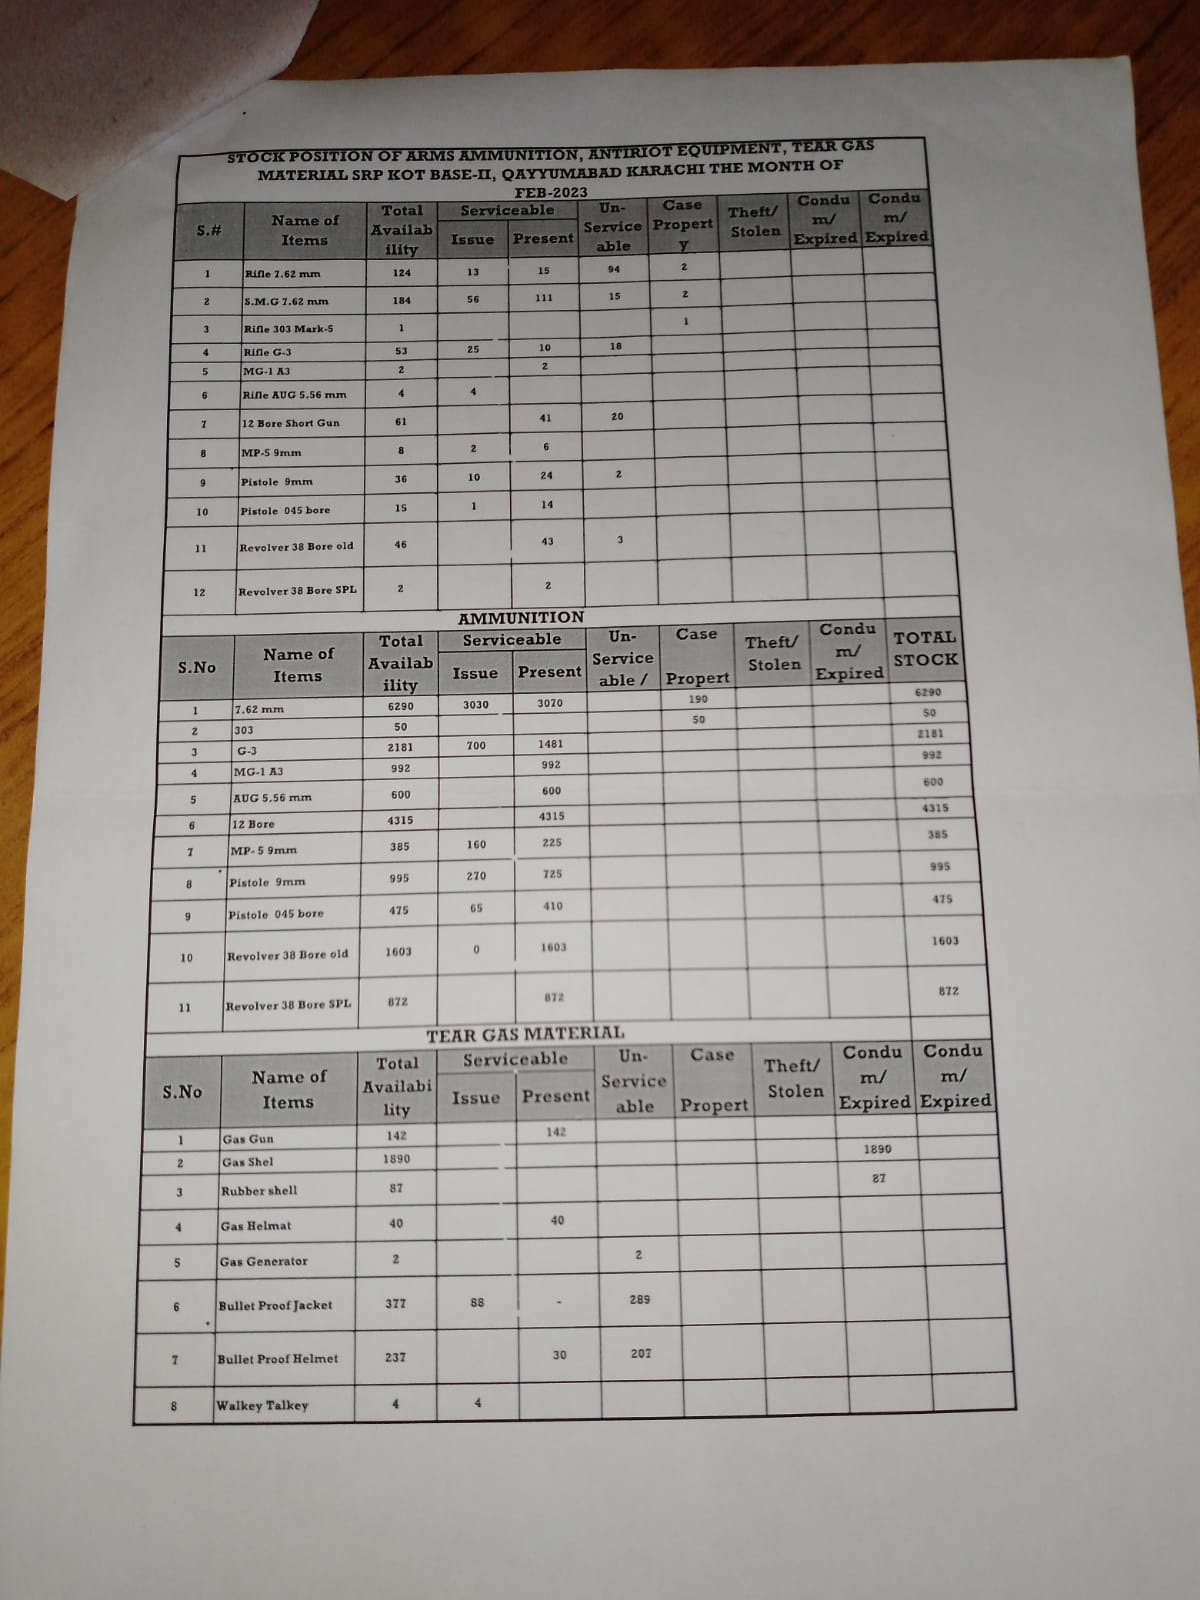 STOCK POSITION OF ARMS AMMUNITION, ANTIRIOT EQUIPMENT, TEAR GAS
MATERIAL SRP KOT BASE-II, QAYYUMABAD KARACHI THE MONTH OF
FEB-2023
S.# Name of Items Total Availability Serviceable Issue Present Un-Serviceable Case Property Theft/Stolen Condum/Expired Condum/Expired
1 Rifle 7.62 mm 124 13 15 94 2
2 S.M.G 7.62 mm 184 56 111 15 2
3 Rifle 303 Mark-5 1 1
4 Rifle G-3 53 25 10 18
5 MG-1 A3 2 2
6 Rifle AUG 5.56 mm 4 4
7 12 Bore Short Gun 61 41 20
8 MP-5 9mm 8 2 6
9 Pistole 9mm 36 10 24 2
10 Pistole 045 bore 15 1 14
11 Revolver 38 Bore old 46 43 3
12 Revolver 38 Bore SPL 2 2
AMMUNITION
S.No Name of Items Total Availability Serviceable Issue Present Un-Serviceable / Case Propert Theft/Stolen Condum/Expired TOTAL STOCK
1 7.62 mm 6290 3030 3070 190 6290
2 303 50 50 50
3 G-3 2181 700 1481 2181
4 MG-1 A3 992 992 992
5 AUG 5.56 mm 600 600 600
6 12 Bore 4315 4315 4315
7 MP- 5 9mm 385 160 225 385
8 Pistole 9mm 995 270 725 995
9 Pistole 045 bore 475 65 410 475
10 Revolver 38 Bore old 1603 0 1603 1603
11 Revolver 38 Bore SPL 872 872 872
TEAR GAS MATERIAL
S.No Name of Items Total Availability Serviceable Issue Present Un-Serviceable Case Propert Theft/Stolen Condum/Expired Condum/Expired
1 Gas Gun 142 142
2 Gas Shel 1890 1890
3 Rubber shell 87 87
4 Gas Helmat 40 40
5 Gas Generator 2 2
6 Bullet Proof Jacket 377 88 - 289
7 Bullet Proof Helmet 237 30 207
8 Walkey Talkey 4 4